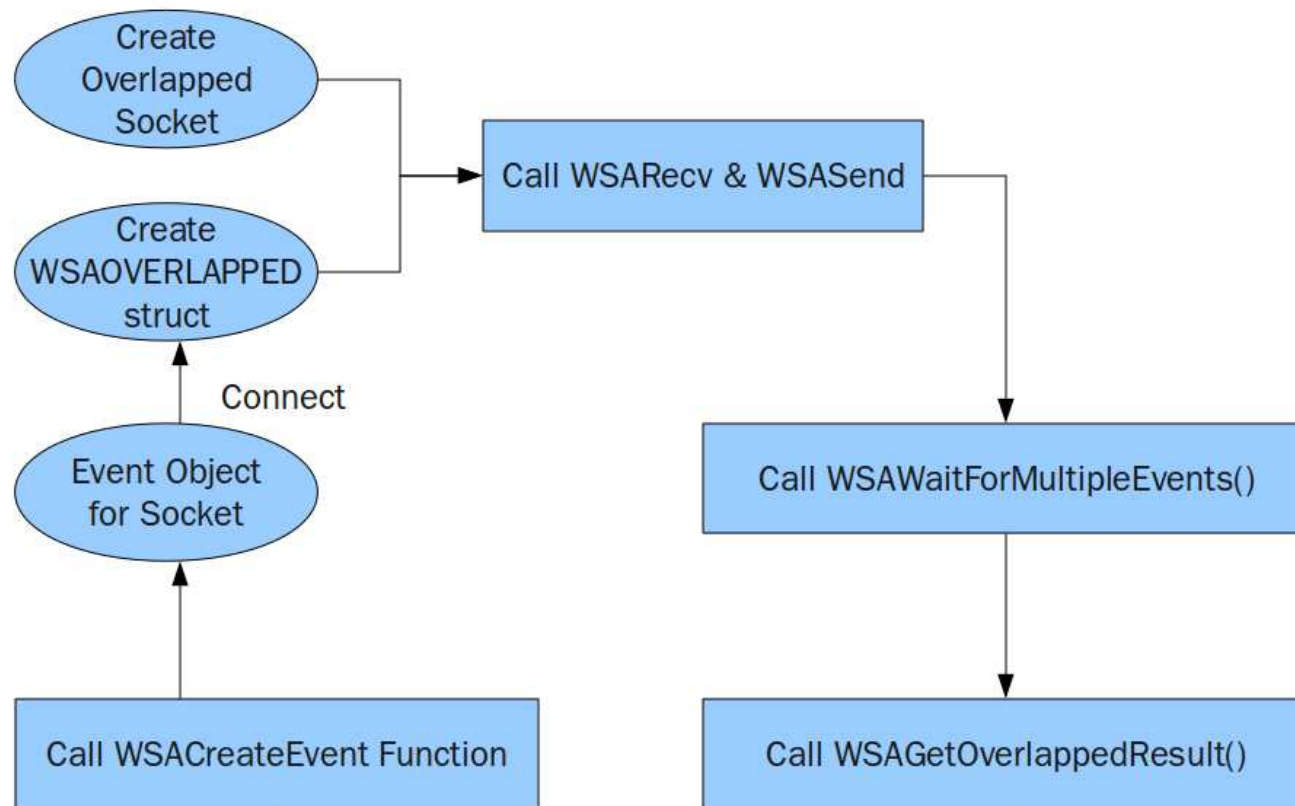 Create
Overlapped
Socket
Call WSARecv & WSASend
Create
WSAOVERLAPPED
struct
Connect
Event Object
for Socket
Call WSAWaitForMultipleEvents()
Call WSACreateEvent Function
Call WSAGetOverlappedResult()